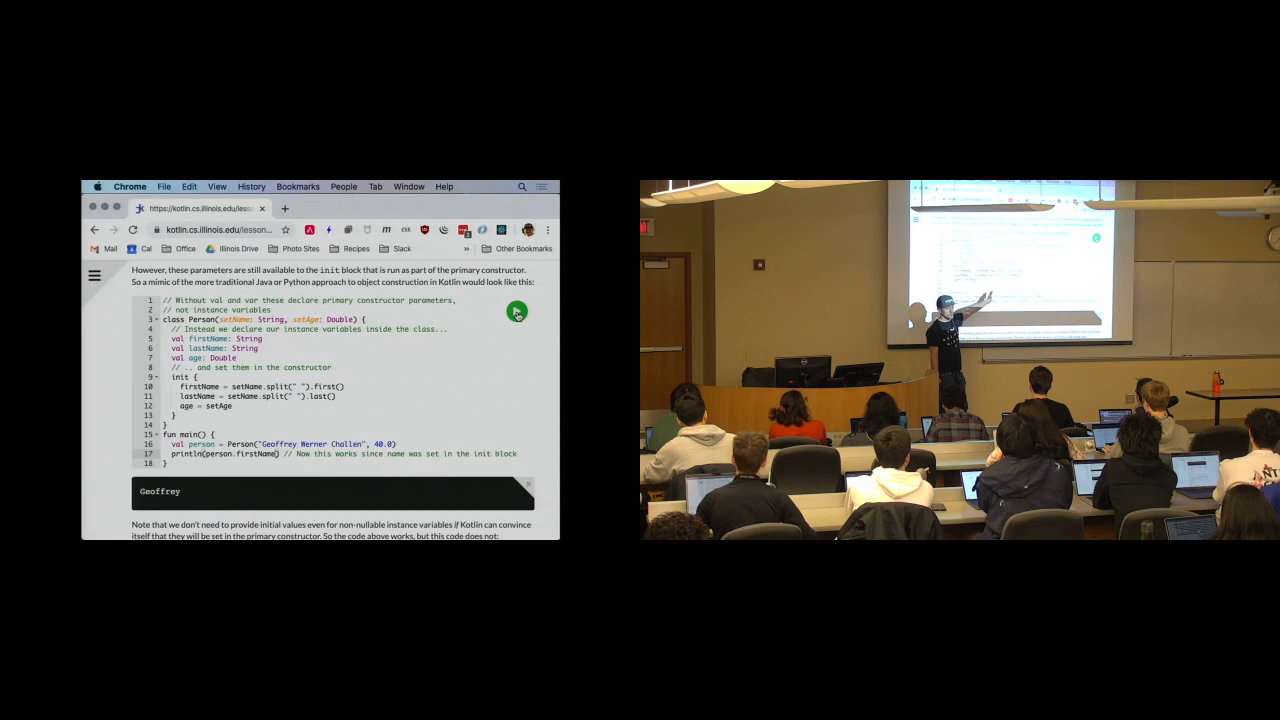 Chrome File Edit View History Bookmarks People Tab Window Help
https://kotlin.cs.illinois.edu/less
kotlin.cs.illinois.edu/lesson...
Mail Cal Office Illinois Drive Photo Sites Recipes Slack » Other Bookmarks
However, these parameters are still available to the init block that is run as part of the primary constructor.
So a mimic of the more traditional Java or Python approach to object construction in Kotlin would look like this:
1 // Without val and var these declare primary constructor parameters,
2 // not instance variables
3 class Person(setName: String, setAge: Double) {
4 // Instead we declare our instance variables inside the class...
5 val firstName: String
6 val lastName: String
7 val age: Double
8 // .. and set them in the constructor
9 init {
10 firstName = setName.split(" ").first()
11 lastName = setName.split(" ").last()
12 age = setAge
13 }
14 }
15 fun main() {
16 val person = Person("Geoffrey Werner Challen", 40.0)
17 println(person.firstName) // Now this works since name was set in the init block
18 }
Geoffrey
Note that we don't need to provide initial values even for non-nullable instance variables if Kotlin can convince
itself that they will be set in the primary constructor. So the code above works, but this code does not: